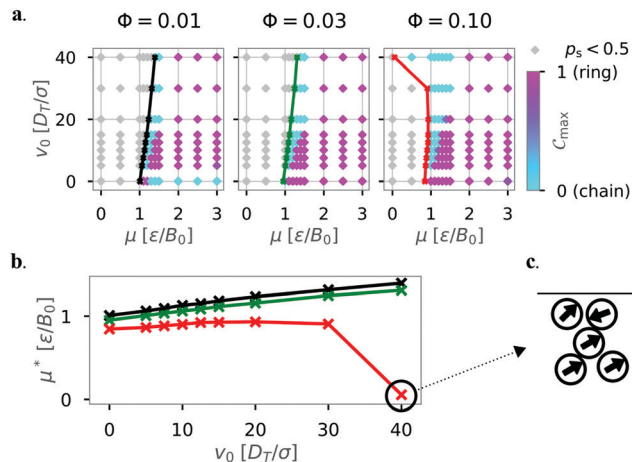 a.
Φ = 0.01 Φ = 0.03 Φ = 0.10
p_s < 0.5
40
30
20
10
0
v_0 [D_T/σ]
0 1 2 3
0 1 2 3
0 1 2 3
μ [ε/B_0] μ [ε/B_0] μ [ε/B_0]
1 (ring)
C_max
0 (chain)
b.
c.
1
0
μ* [ε/B_0]
0 10 20 30 40
v_0 [D_T/σ]